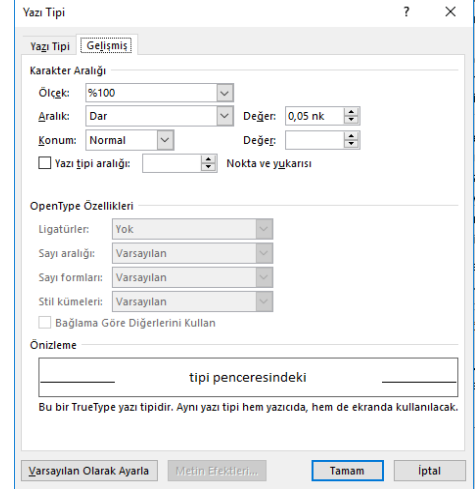 Yazı Tipi ? ×
Yazı Tipi Gelişmiş
Karakter Aralığı
Ölçek: %100
Aralık: Dar Değer: 0,05 nk
Konum: Normal Değer:
Yazı tipi aralığı: Nokta ve yukarısı
OpenType Özellikleri
Ligatürler: Yok
Sayı aralığı: Varsayılan
Sayı formları: Varsayılan
Stil kümeleri: Varsayılan
Bağlama Göre Diğerlerini Kullan
Önizleme
tipi penceresindeki
Bu bir TrueType yazı tipidir. Aynı yazı tipi hem yazıcıda, hem de ekranda kullanılacak.
Varsayılan Olarak Ayarla Metin Efektleri... Tamam İptal